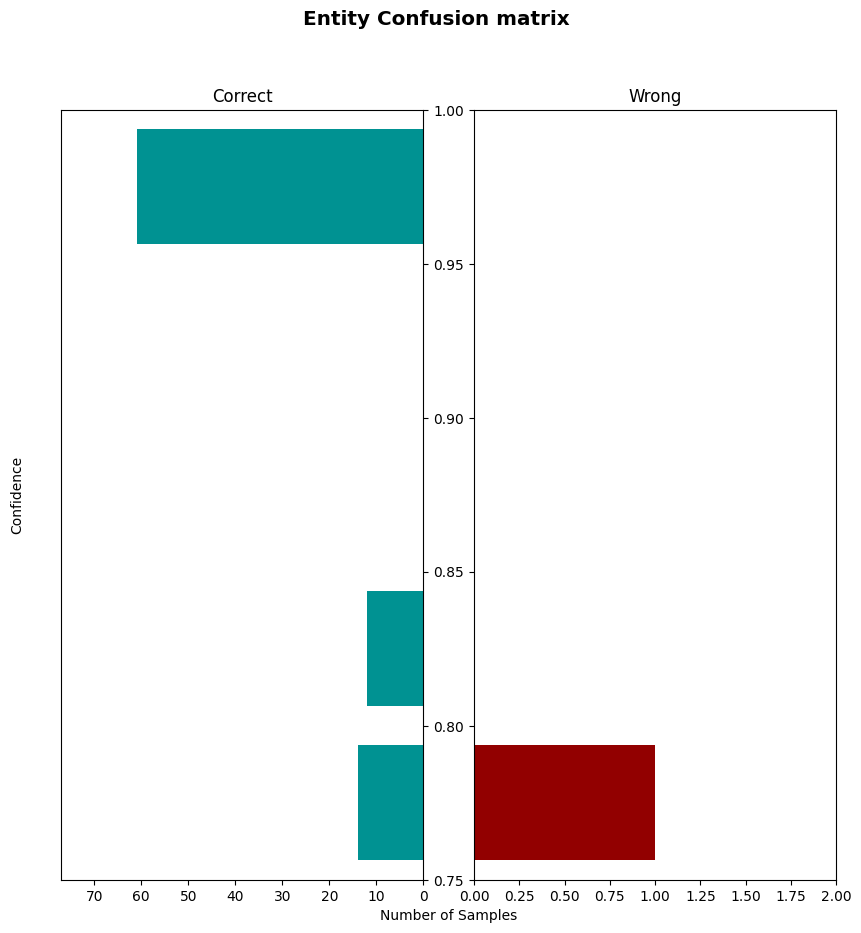 Entity Confusion matrix
Correct
Wrong
1.00
0.95
0.90
0.85
0.80
0.75
Confidence
70 60 50 40 30 20 10 0
0.00 0.25 0.50 0.75 1.00 1.25 1.50 1.75 2.00
Number of Samples